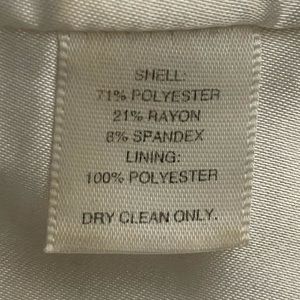 SHELL:
71% POLYESTER
21% RAYON
8% SPANDEX
LINING:
100% POLYESTER
DRY CLEAN ONLY.